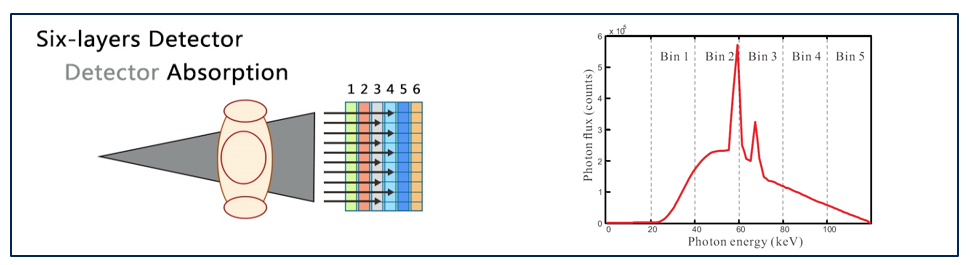 Six-layers Detector
Detector Absorption
1 2 3 4 5 6
x 10^5
6
5
4
3
2
1
0
Photon flux (counts)
Bin 1 Bin 2 Bin 3 Bin 4 Bin 5
0 20 40 60 80 100
Photon energy (keV)